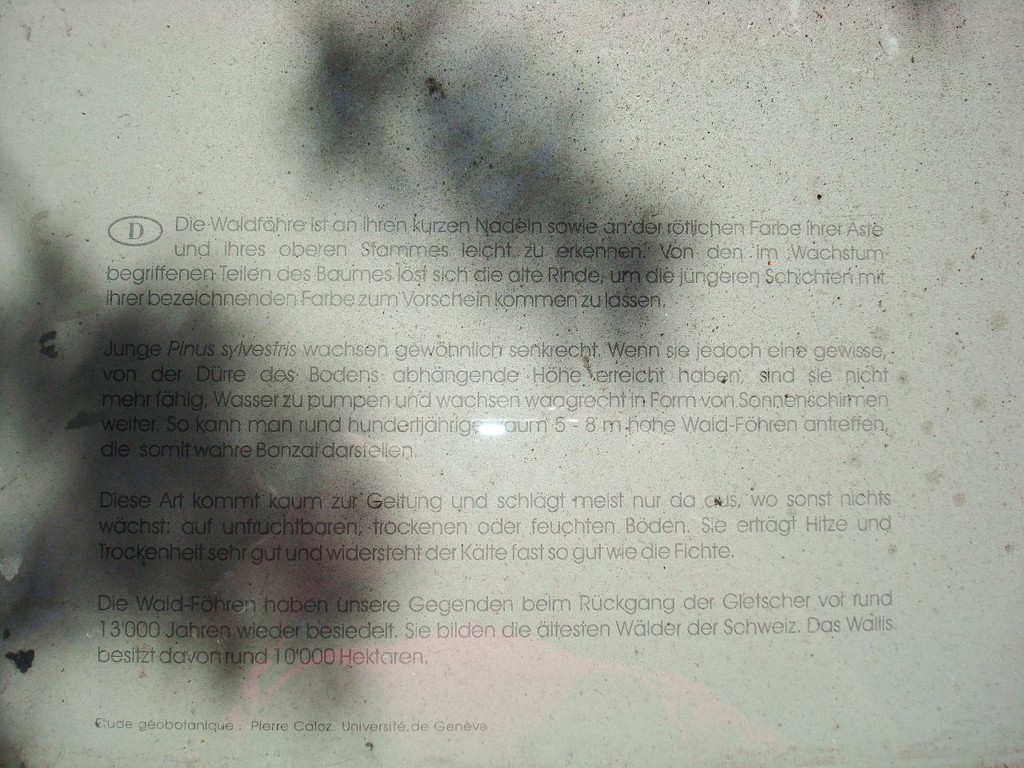 D Die Waldföhre ist an ihren kurzen Nadeln sowie an der rötlichen Farbe ihrer Äste
und ihres oberen Stammes leicht zu erkennen. Von den im Wachstum
begriffenen Teilen des Baumes löst sich die alte Rinde, um die jüngeren Schichten mit
ihrer bezeichnenden Farbe zum Vorschein kommen zu lassen.
Junge Pinus sylvestris wachsen gewöhnlich senkrecht. Wenn sie jedoch eine gewisse,
von der Dürre des Bodens abhängende Höhe erreicht haben, sind sie nicht
mehr fähig, Wasser zu pumpen und wachsen waagrecht in Form von Sonnenschirmen
weiter. So kann man rund hundertjährige kaum 5 - 8 m hohe Wald-Föhren antreffen,
die somit wahre Bonzai darstellen.
Diese Art kommt kaum zur Geltung und schlägt meist nur da aus, wo sonst nichts
wächst: auf unfruchtbaren, trockenen oder feuchten Böden. Sie erträgt Hitze und
Trockenheit sehr gut und widersteht der Kälte fast so gut wie die Fichte.
Die Wald-Föhren haben unsere Gegenden beim Rückgang der Gletscher vor rund
13'000 Jahren wieder besiedelt. Sie bilden die ältesten Wälder der Schweiz. Das Wallis
besitzt davon rund 10'000 Hektaren.
Etude géobotanique : Pierre Caloz. Université de Genève